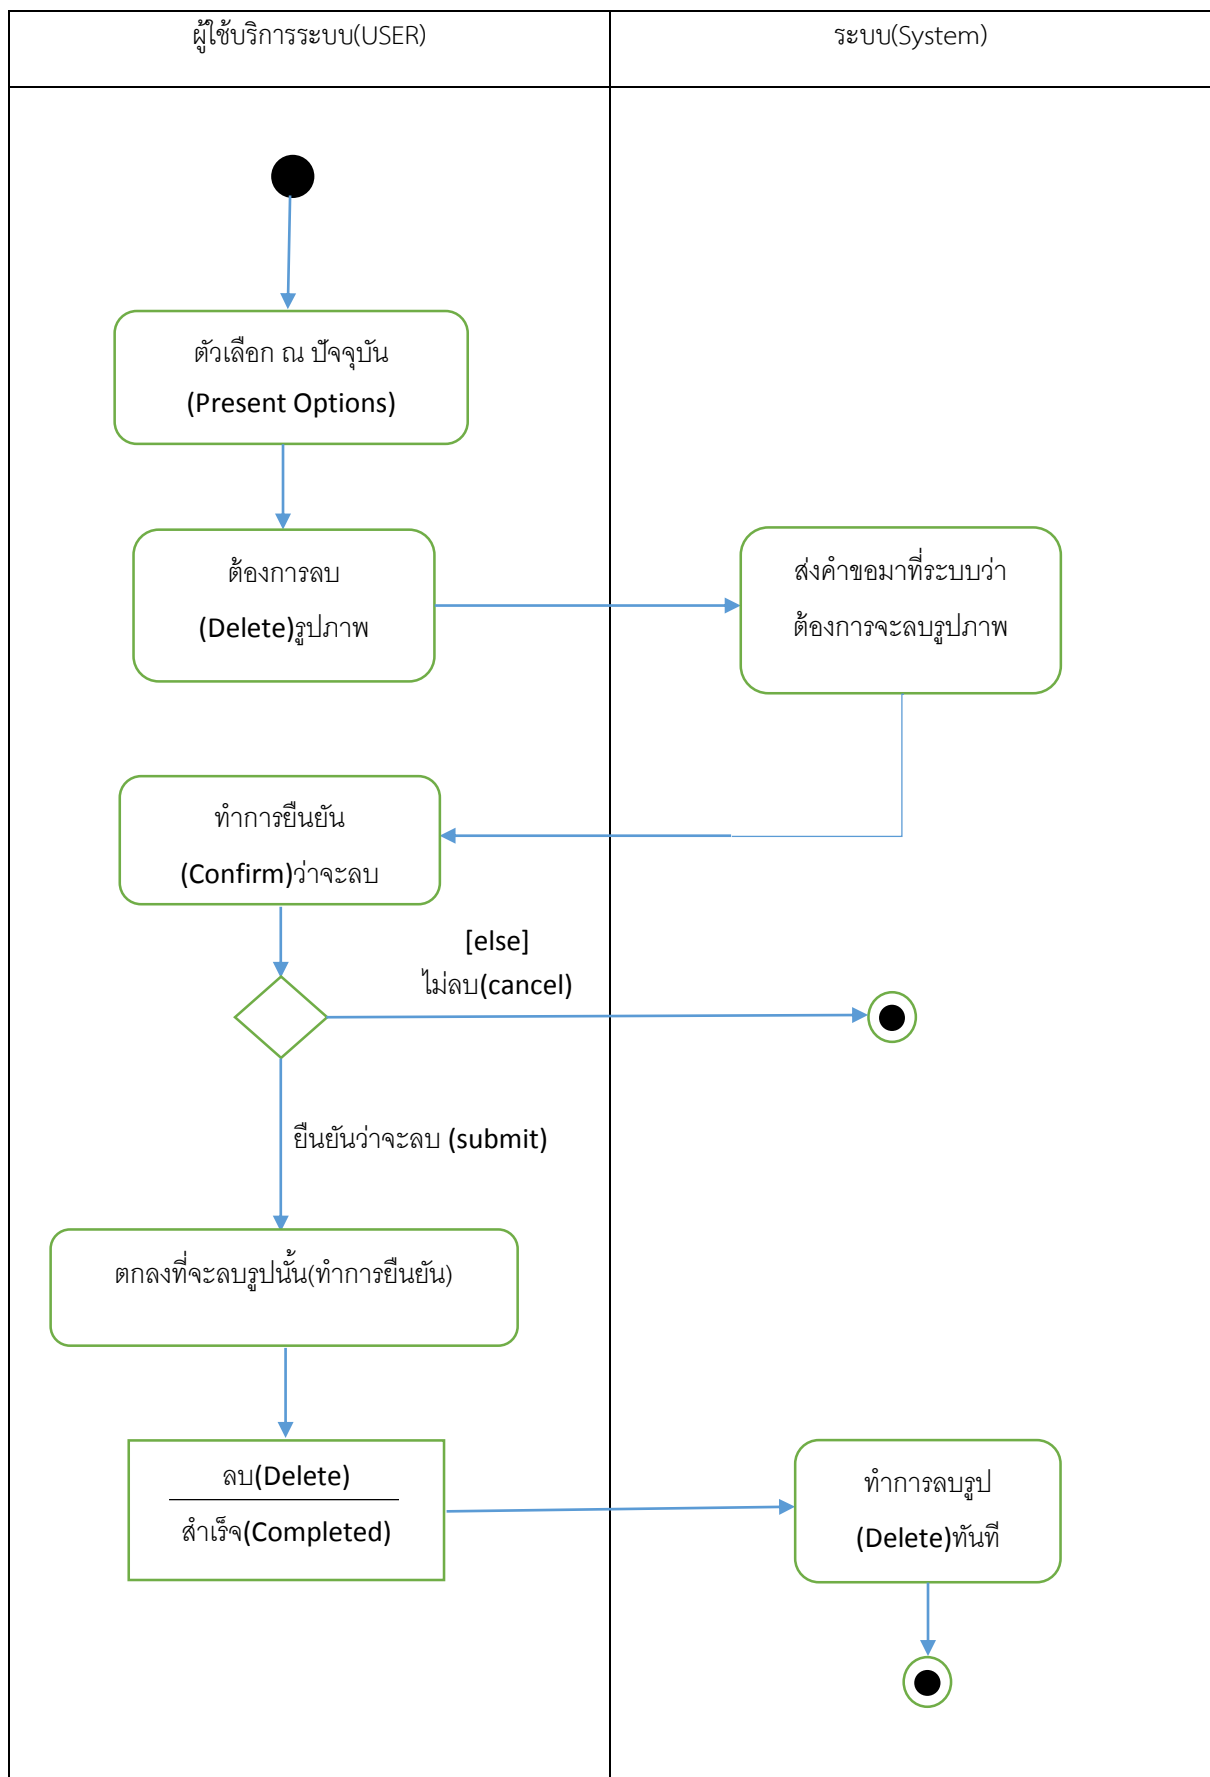 ผู้ใช้บริการระบบ(USER)
ระบบ(System)
ตัวเลือก ณ ปัจจุบัน
(Present Options)
ต้องการลบ
(Delete)รูปภาพ
ส่งคำขอมาที่ระบบว่า
ต้องการจะลบรูปภาพ
ทำการยืนยัน
(Confirm)ว่าจะลบ
[else]
ไม่ลบ(cancel)
ยืนยันว่าจะลบ (submit)
ตกลงที่จะลบรูปนั้น(ทำการยืนยัน)
ลบ(Delete)
สำเร็จ(Completed)
ทำการลบรูป
(Delete)ทันที